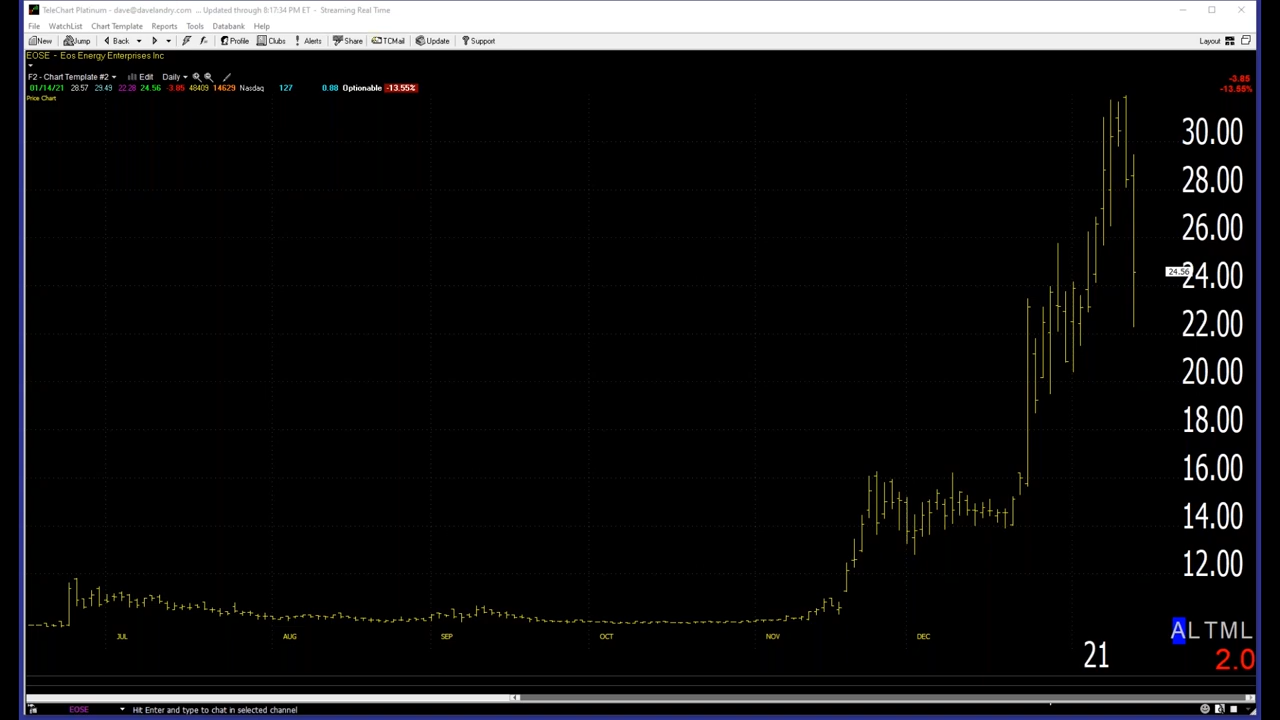 TeleChart Platinum - dave@davelandry.com ... Updated through 8:17:34 PM ET - Streaming Real Time
File WatchList Chart Template Reports Tools Databank Help
New Jump Back Profile Clubs Alerts Share TCMail Update Support Layout
EOSE - Eos Energy Enterprises Inc
F2 - Chart Template #2 Edit Daily
-3.85
01/14/21 28.57 29.49 22.28 24.56 -3.85 48409 14629 Nasdaq 127 0.88 Optionable -13.55%
-13.55%
Price Chart
30.00
28.00
26.00
24.56
24.00
22.00
20.00
18.00
16.00
14.00
12.00
ALTML
JUL AUG SEP OCT NOV DEC
21
2.0
EOSE Hit Enter and type to chat in selected channel